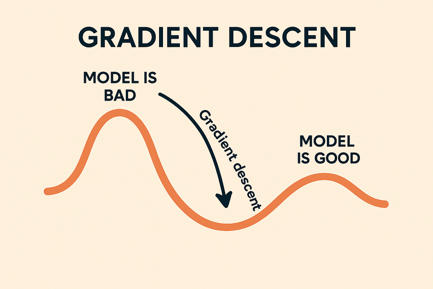 GRADIENT DESCENT
MODEL IS
BAD
Gradient descent
MODEL
IS GOOD